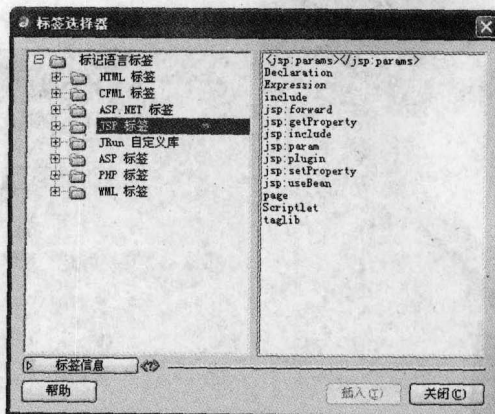 标签选择器
标记语言标签
HTML 标签
CFML 标签
ASP.NET 标签
JSP 标签
JRun 自定义库
ASP 标签
PHP 标签
WML 标签
<jsp:params></jsp:params>
Declaration
Expression
include
jsp:forward
jsp:getProperty
jsp:include
jsp:param
jsp:plugin
jsp:setProperty
jsp:useBean
page
Scriptlet
taglib
标签信息 <?>
帮助
插入(I)
关闭(C)